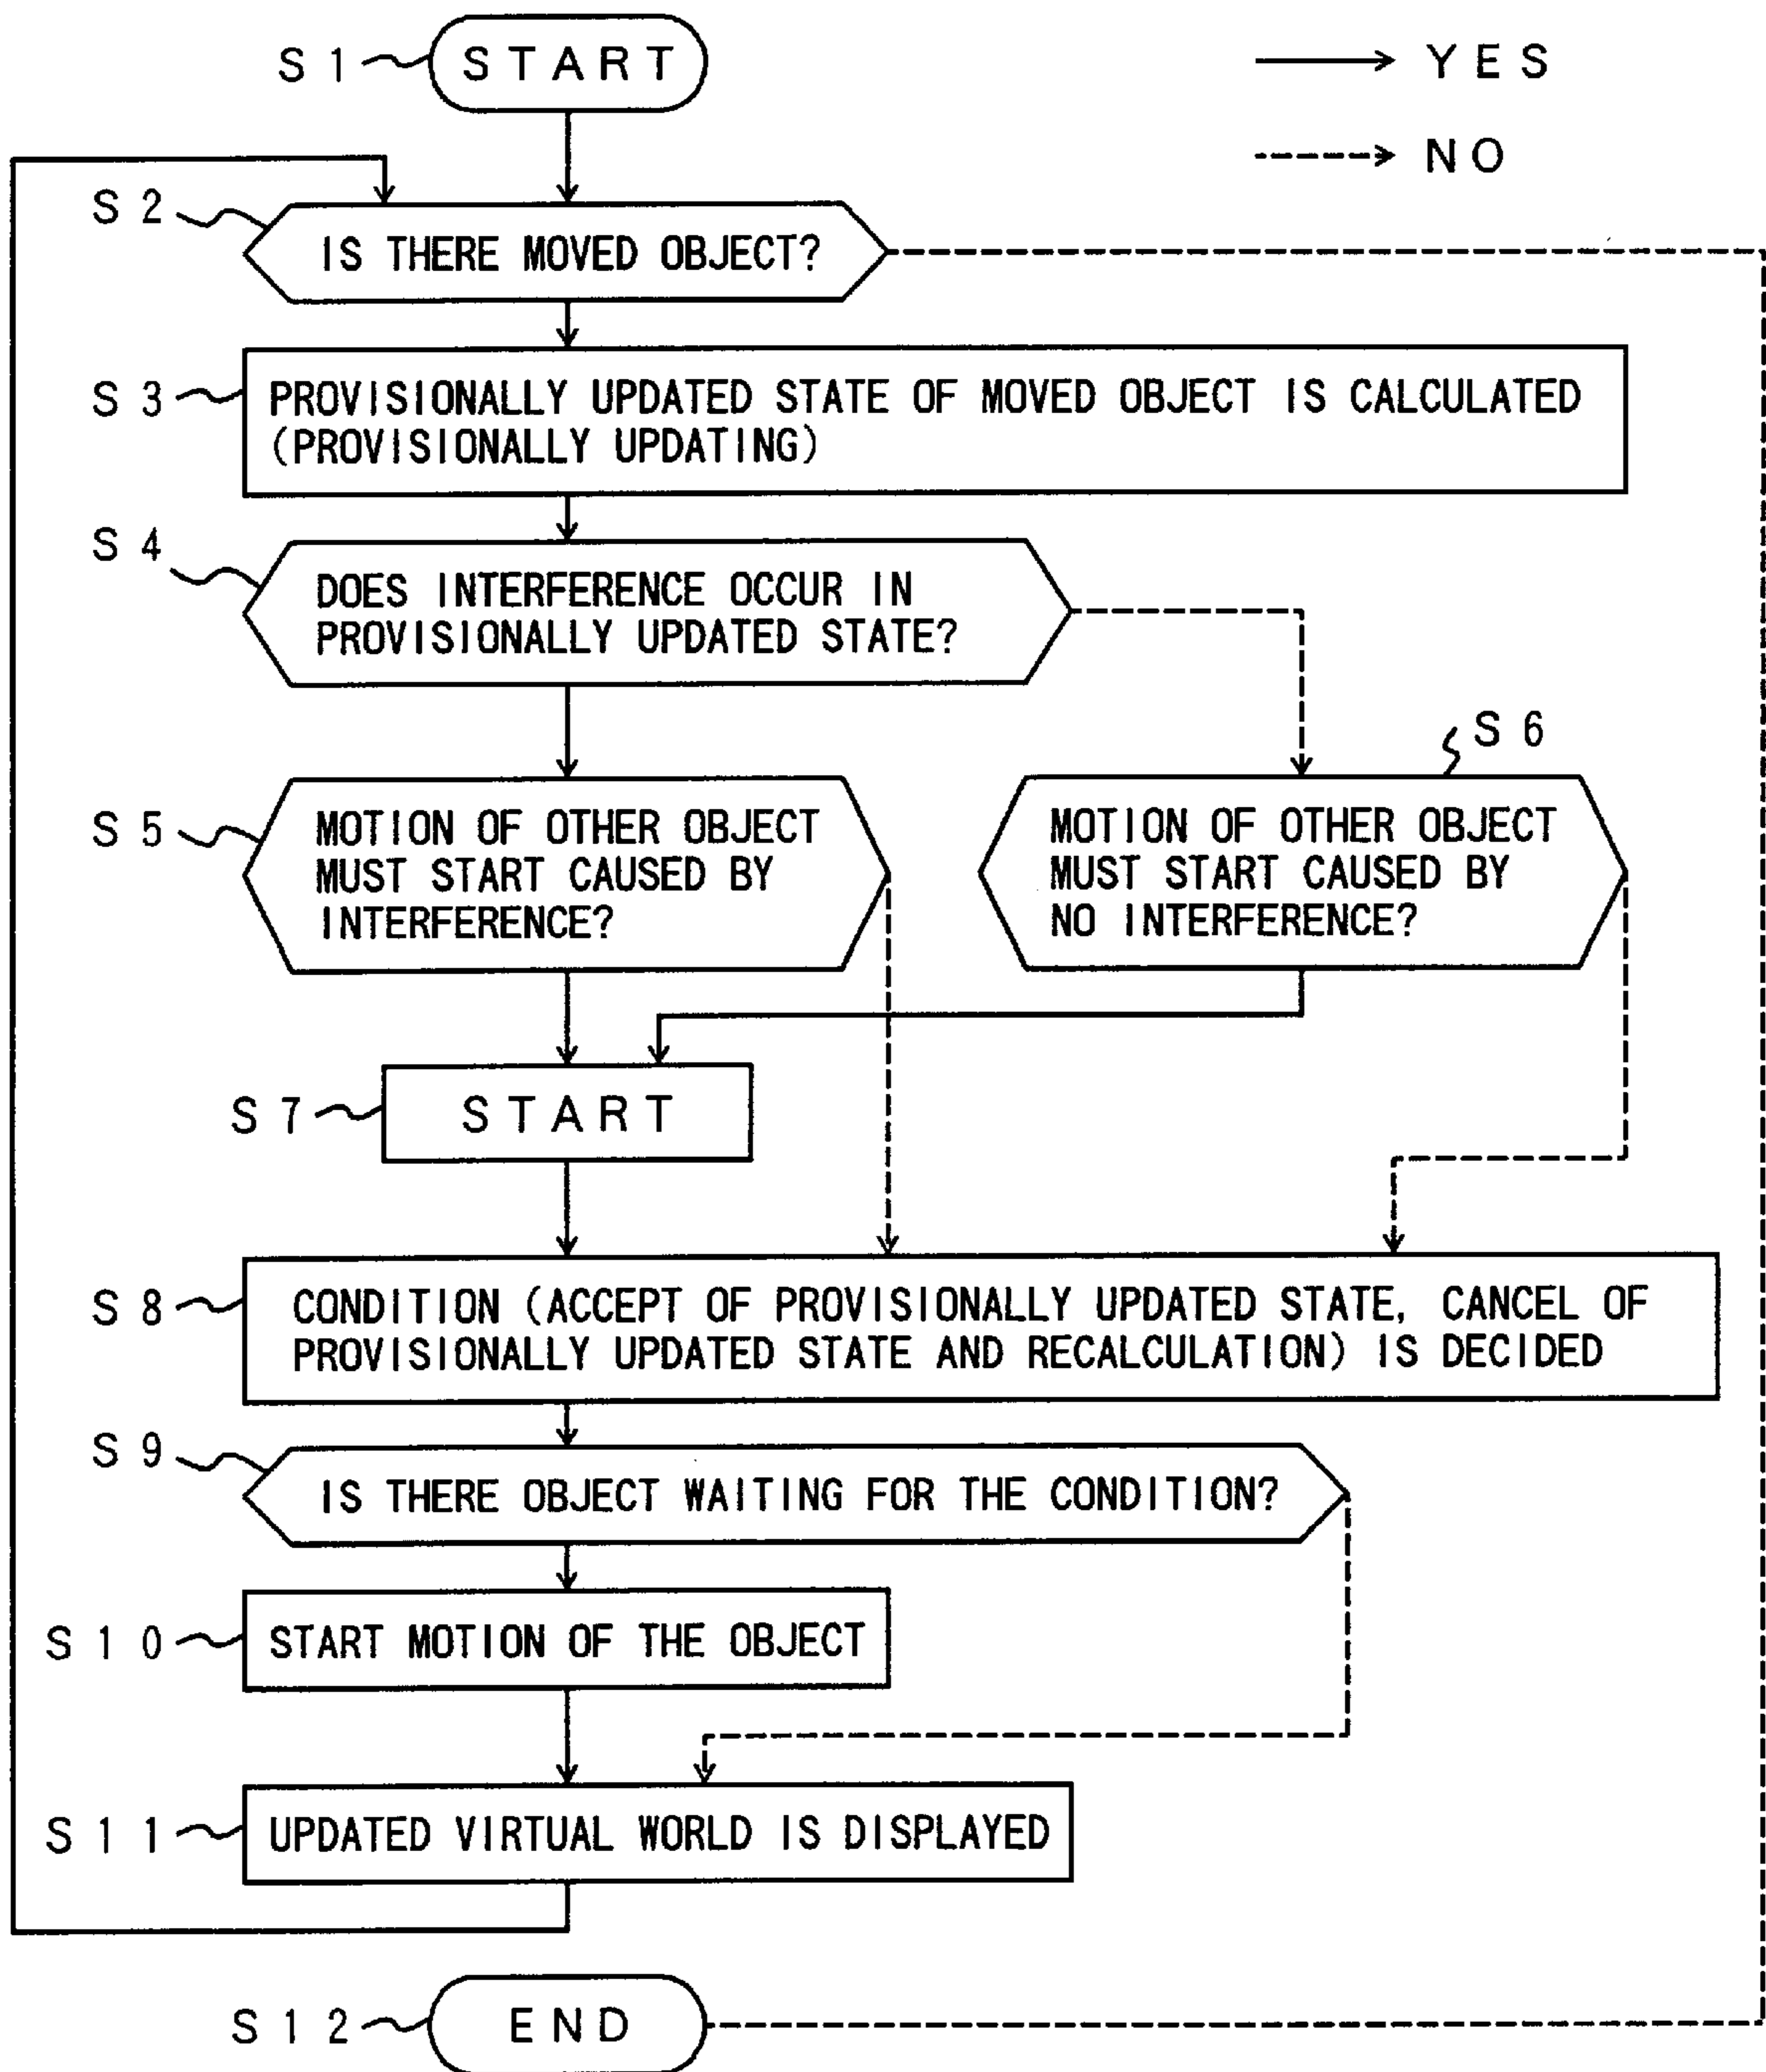 S1 START
YES
NO
S2
IS THERE MOVED OBJECT?
S3
PROVISIONALLY UPDATED STATE OF MOVED OBJECT IS CALCULATED
(PROVISIONALLY UPDATING)
S4
DOES INTERFERENCE OCCUR IN
PROVISIONALLY UPDATED STATE?
S5
MOTION OF OTHER OBJECT
MUST START CAUSED BY
INTERFERENCE?
S6
MOTION OF OTHER OBJECT
MUST START CAUSED BY
NO INTERFERENCE?
S7 START
S8
CONDITION (ACCEPT OF PROVISIONALLY UPDATED STATE, CANCEL OF
PROVISIONALLY UPDATED STATE AND RECALCULATION) IS DECIDED
S9
IS THERE OBJECT WAITING FOR THE CONDITION?
S10 START MOTION OF THE OBJECT
S11 UPDATED VIRTUAL WORLD IS DISPLAYED
S12 END